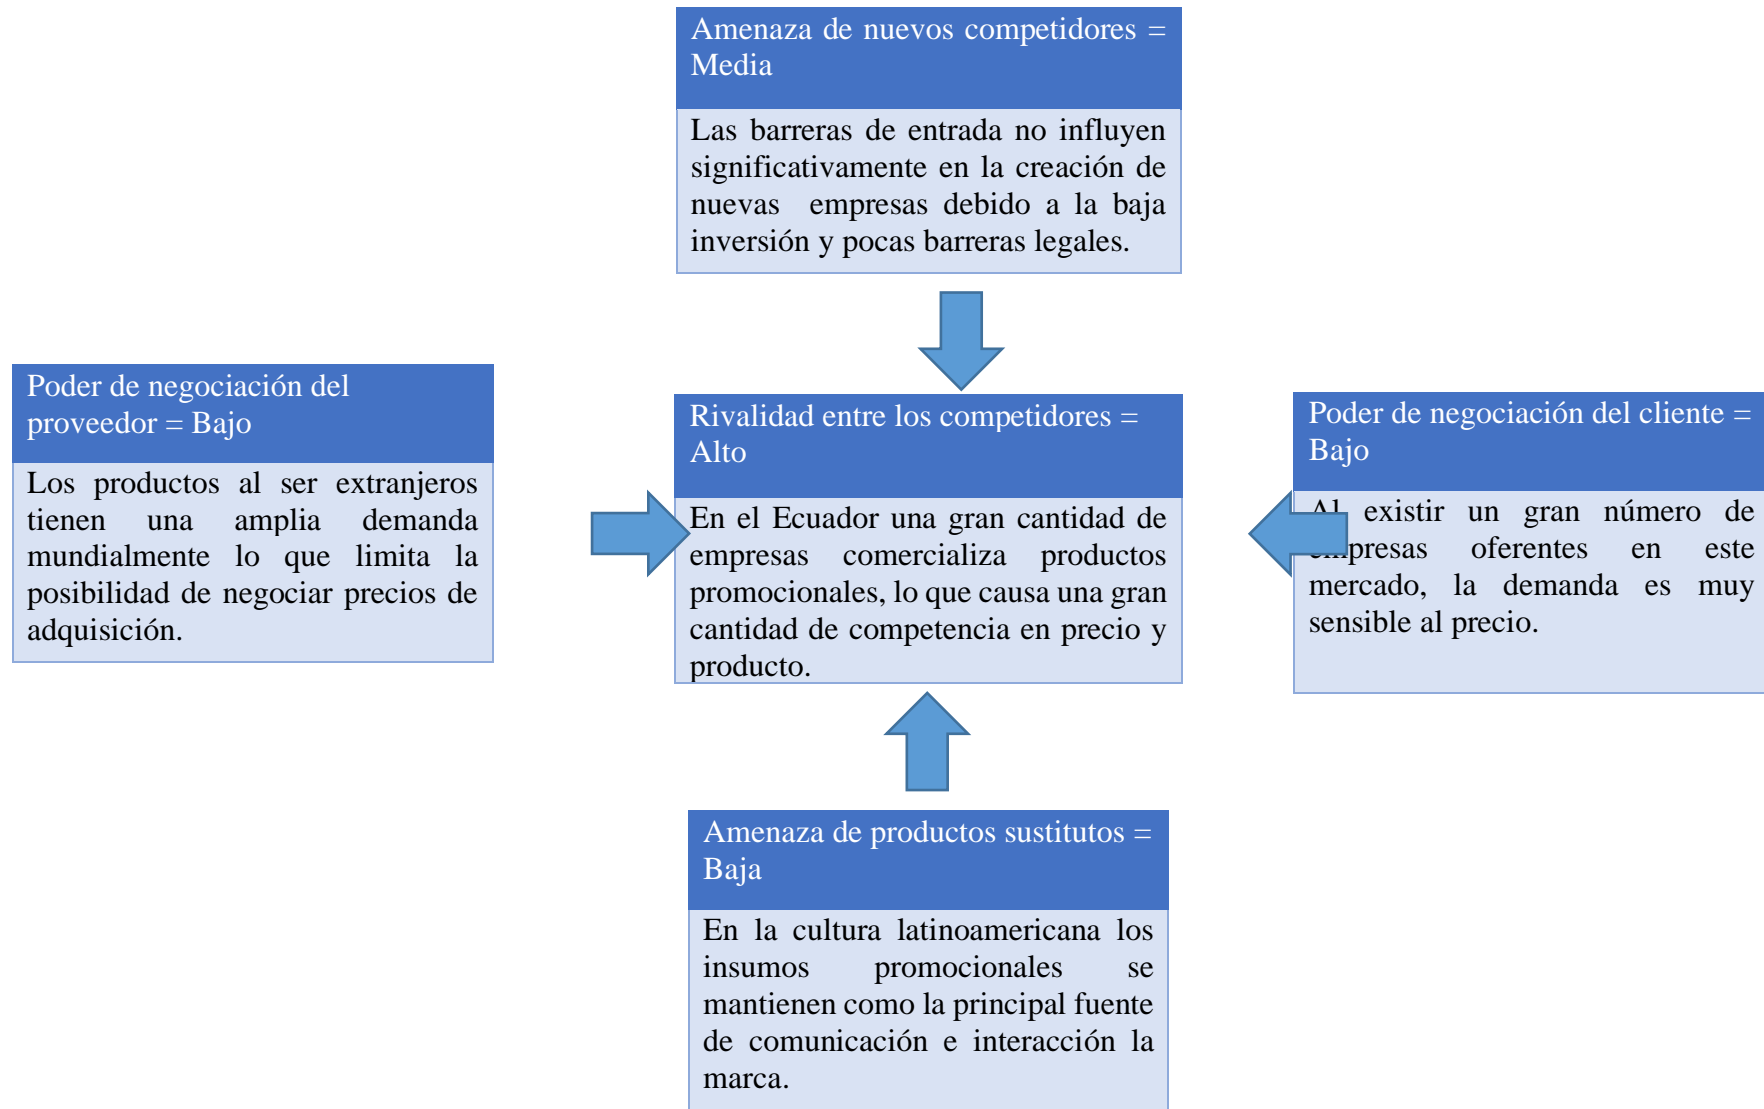 Amenaza de nuevos competidores =
Media
Las barreras de entrada no influyen
significativamente en la creación de
nuevas empresas debido a la baja
inversión y pocas barreras legales.
Poder de negociación del
proveedor = Bajo
Los productos al ser extranjeros
tienen una amplia demanda
mundialmente lo que limita la
posibilidad de negociar precios de
adquisición.
Rivalidad entre los competidores =
Alto
En el Ecuador una gran cantidad de
empresas comercializa productos
promocionales, lo que causa una gran
cantidad de competencia en precio y
producto.
Poder de negociación del cliente =
Bajo
Al existir un gran número de
empresas oferentes en este
mercado, la demanda es muy
sensible al precio.
Amenaza de productos sustitutos =
Baja
En la cultura latinoamericana los
insumos promocionales se
mantienen como la principal fuente
de comunicación e interacción la
marca.